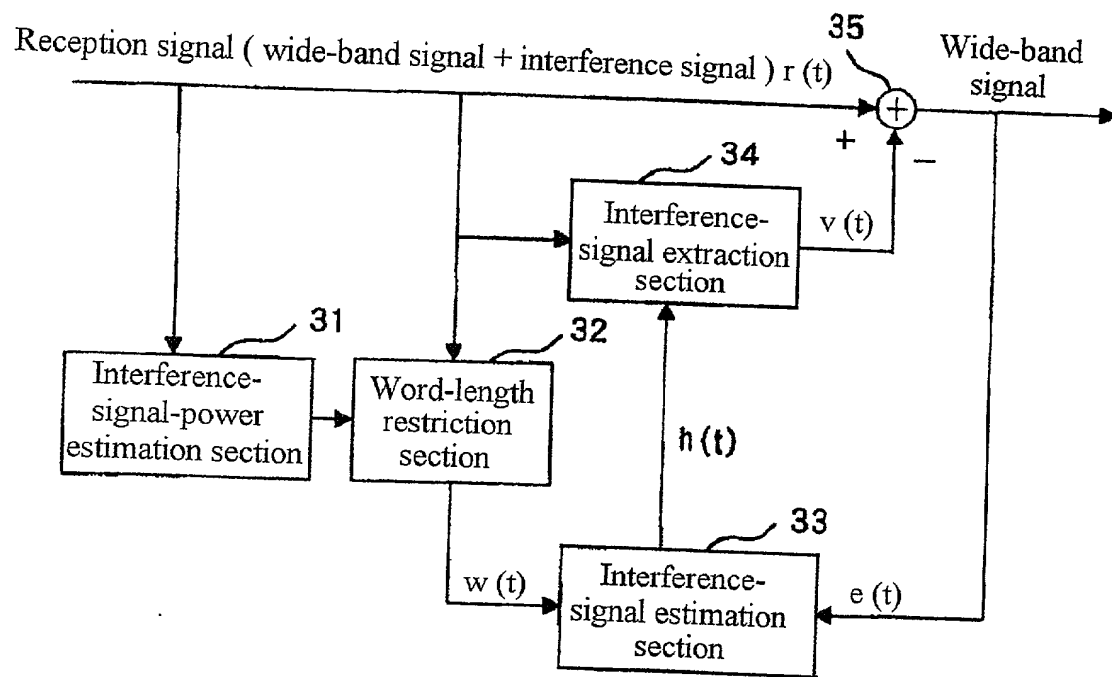 35
Reception signal ( wide-band signal + interference signal ) r (t)
Wide-band
signal
+
+
−
34
Interference-
signal extraction
section
v (t)
31
32
Interference-
signal-power
estimation section
Word-length
restriction
section
h (t)
33
w (t)
Interference-
signal estimation
section
e (t)